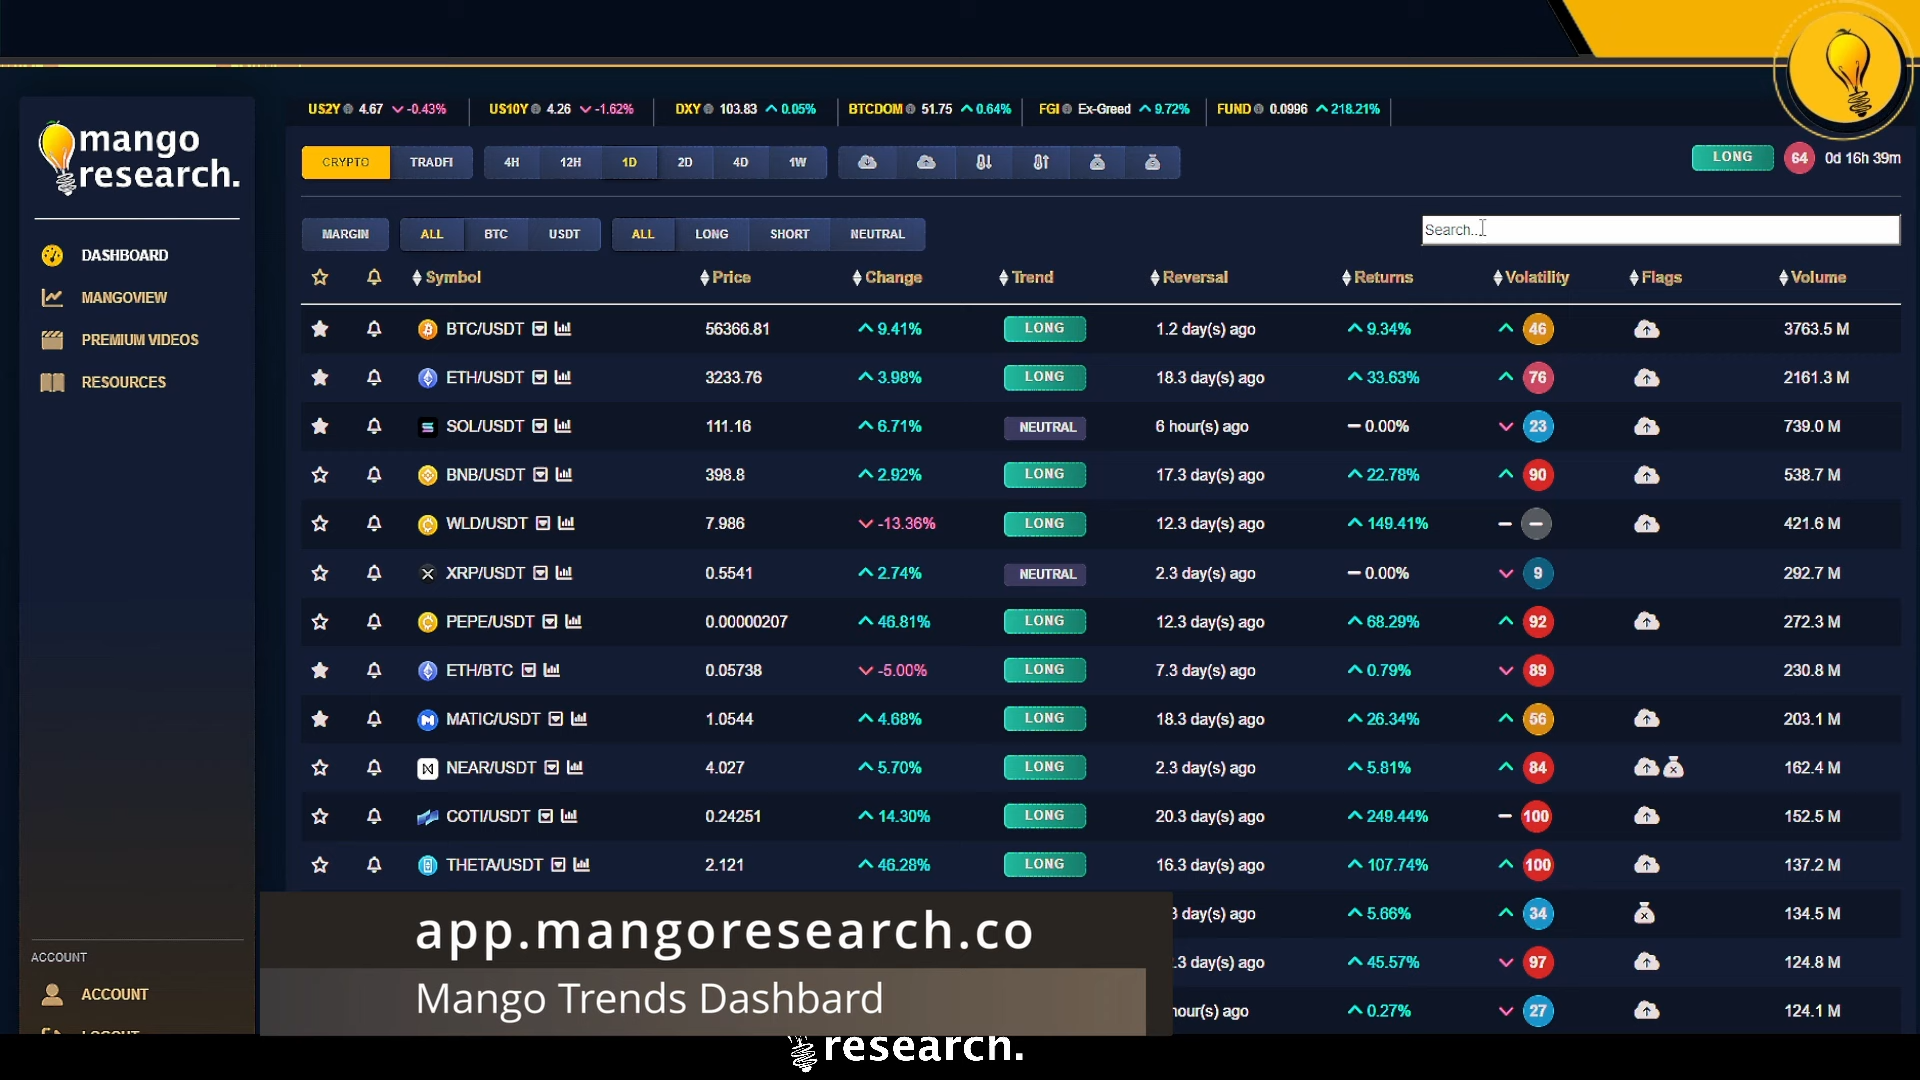 US2Y 4.67 -0.43% US10Y 4.26 -1.62% DXY 103.83 0.05% BTCDOM 51.75 0.64% FGI Ex-Greed 9.72% FUND 0.0996 218.21%
mango
research.
CRYPTO TRADFI 4H 12H 1D 2D 4D 1W LONG 64 0d 16h 39m
MARGIN ALL BTC USDT ALL LONG SHORT NEUTRAL Search...
DASHBOARD
MANGOVIEW
PREMIUM VIDEOS
RESOURCES
Symbol Price Change Trend Reversal Returns Volatility Flags Volume
BTC/USDT 56366.81 9.41% LONG 1.2 day(s) ago 9.34% 46 3763.5 M
ETH/USDT 3233.76 3.98% LONG 18.3 day(s) ago 33.63% 76 2161.3 M
SOL/USDT 111.16 6.71% NEUTRAL 6 hour(s) ago 0.00% 23 739.0 M
BNB/USDT 398.8 2.92% LONG 17.3 day(s) ago 22.78% 90 538.7 M
WLD/USDT 7.986 -13.36% LONG 12.3 day(s) ago 149.41% 421.6 M
XRP/USDT 0.5541 2.74% NEUTRAL 2.3 day(s) ago 0.00% 9 292.7 M
PEPE/USDT 0.00000207 46.81% LONG 12.3 day(s) ago 68.29% 92 272.3 M
ETH/BTC 0.05738 -5.00% LONG 7.3 day(s) ago 0.79% 89 230.8 M
MATIC/USDT 1.0544 4.68% LONG 18.3 day(s) ago 26.34% 56 203.1 M
NEAR/USDT 4.027 5.70% LONG 2.3 day(s) ago 5.81% 84 162.4 M
COTI/USDT 0.24251 14.30% LONG 20.3 day(s) ago 249.44% 100 152.5 M
THETA/USDT 2.121 46.28% LONG 16.3 day(s) ago 107.74% 100 137.2 M
day(s) ago 5.66% 34 134.5 M
.3 day(s) ago 45.57% 97 124.8 M
ago 0.27% 27 124.1 M
ACCOUNT
ACCOUNT
app.mangoresearch.co
Mango Trends Dashbard
research.